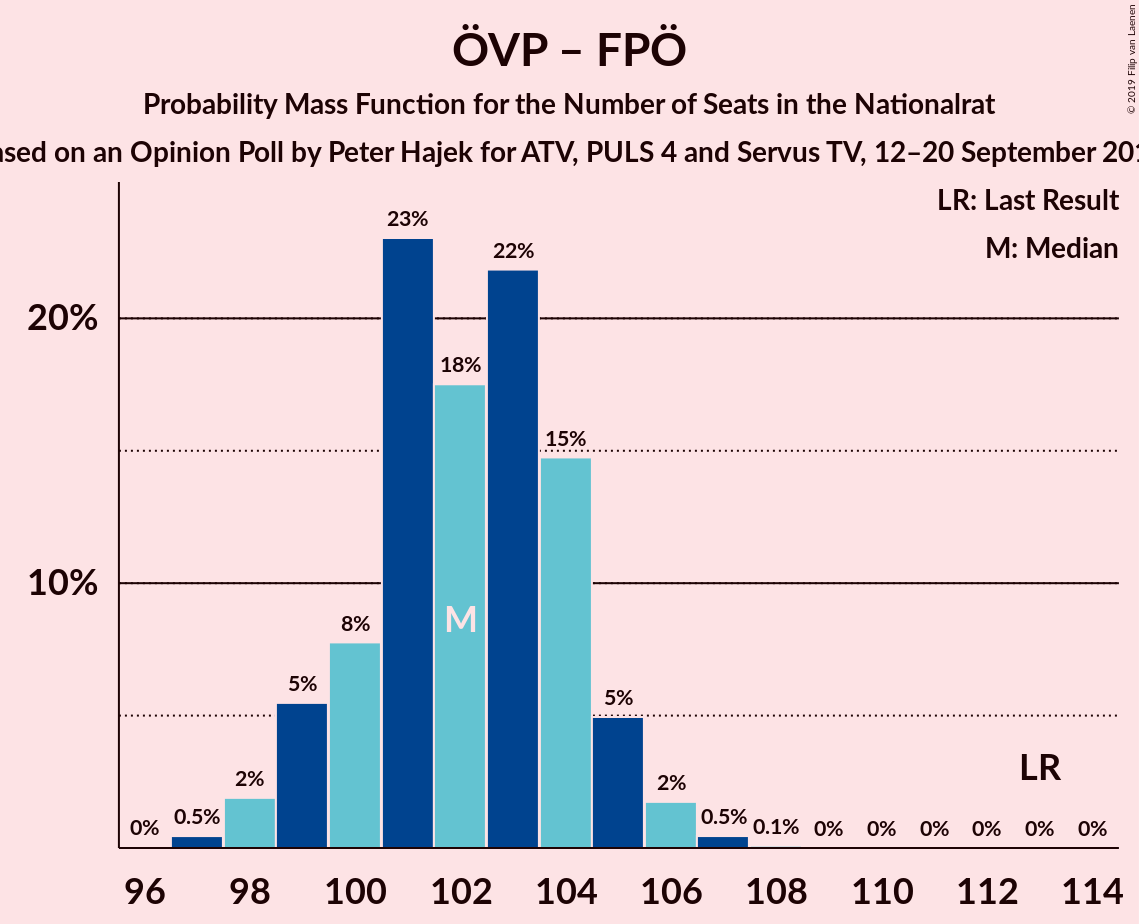 ÖVP – FPÖ
Probability Mass Function for the Number of Seats in the Nationalrat
on an Opinion Poll by Peter Hajek for ATV, PULS 4 and Servus TV, 12–20 September
© 2019 Filip van Laenen
LR: Last Result
M: Median
20%
10%
0% 0.5% 2% 5% 8% 23% 18% 22% 15% 5% 2% 0.5% 0.1% 0% 0% 0% 0% 0% 0%
M
LR
96 98 100 102 104 106 108 110 112 114